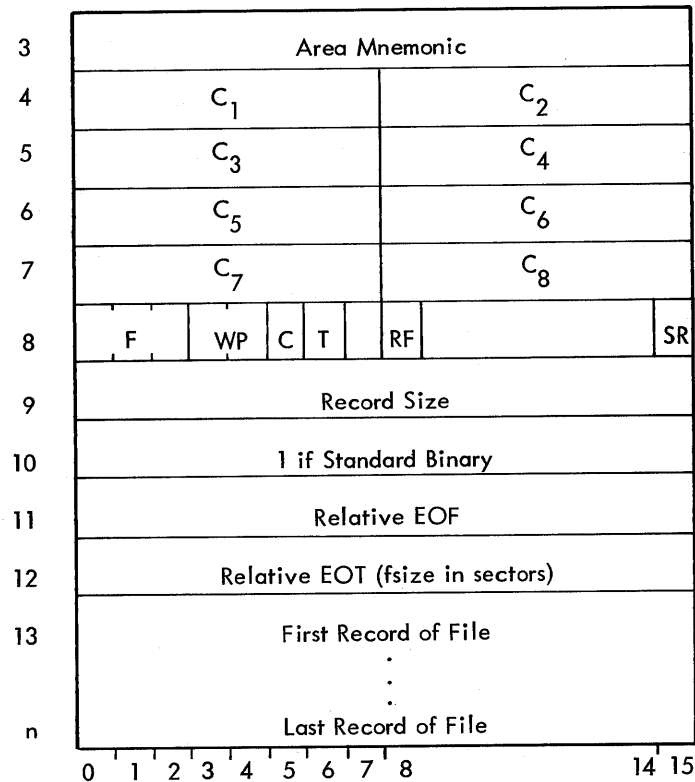 3 Area Mnemonic
4 C1 C2
5 C3 C4
6 C5 C6
7 C7 C8
8 F WP C T RF SR
9 Record Size
10 1 if Standard Binary
11 Relative EOF
12 Relative EOT (fsize in sectors)
13 First Record of File
.
.
.
n Last Record of File
0 1 2 3 4 5 6 7 8 14 15